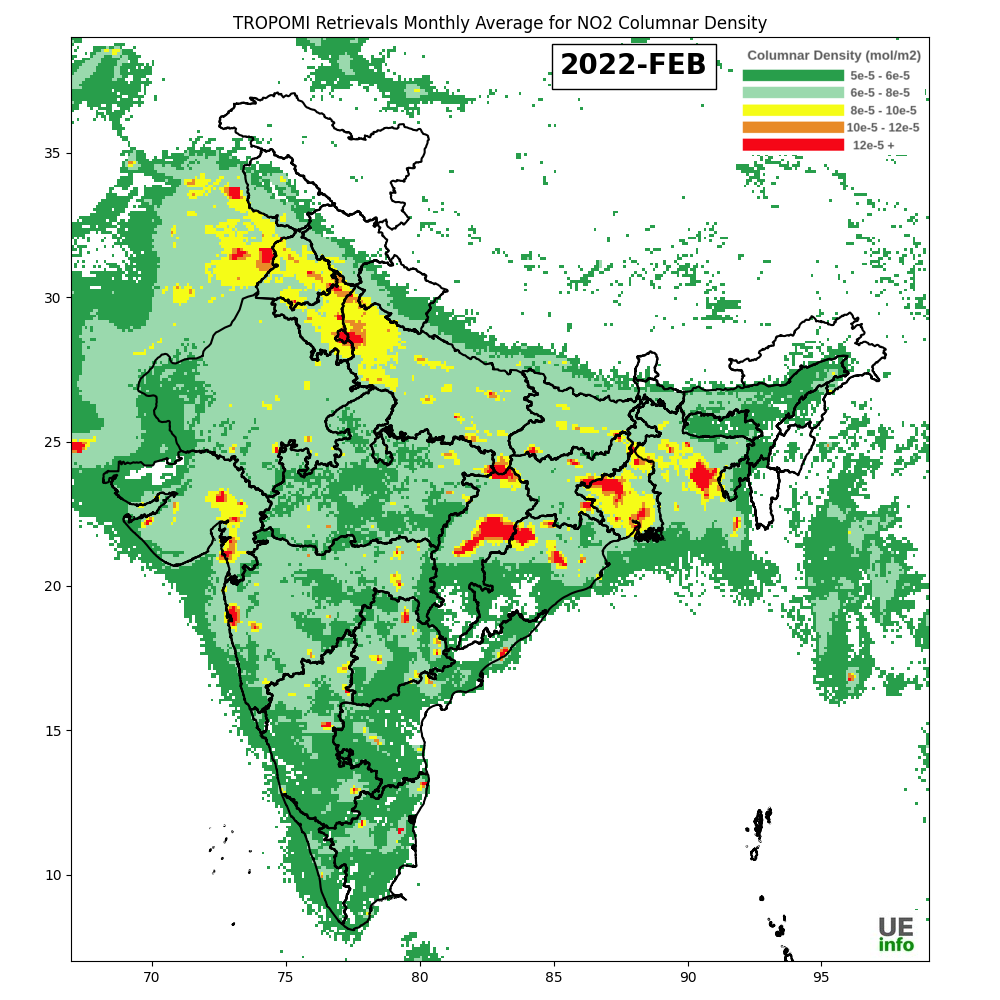 TROPOMI Retrievals Monthly Average for NO2 Columnar Density
2022-FEB
Columnar Density (mol/m2)
5e-5 - 6e-5
6e-5 - 8e-5
8e-5 - 10e-5
10e-5 - 12e-5
12e-5 +
35
30
25
20
15
10
70 75 80 85 90 95
UE
info